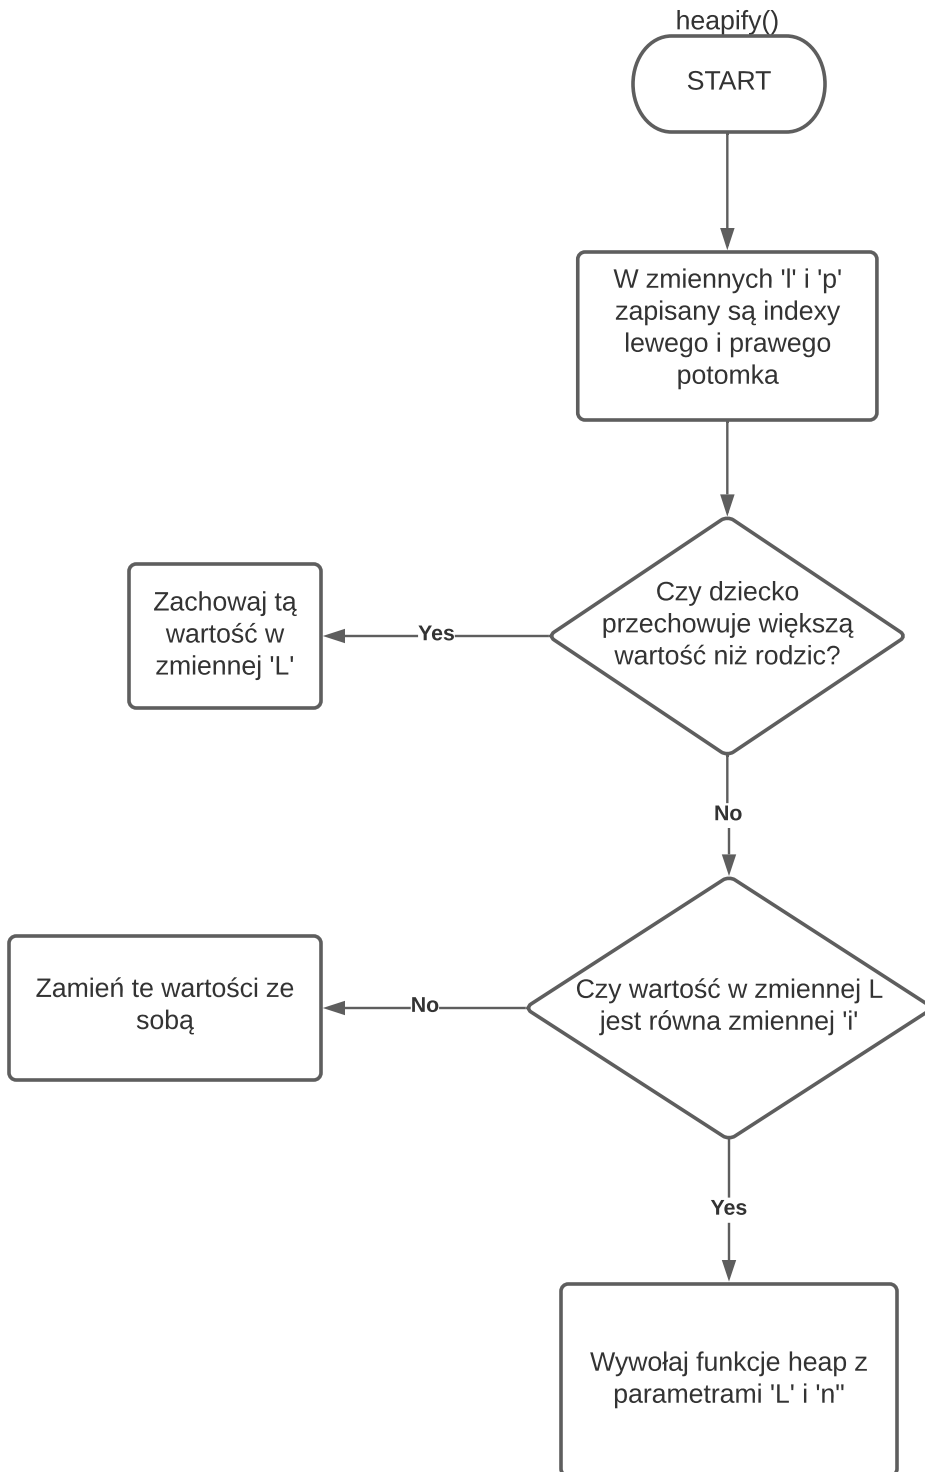 heapify()
START
W zmiennych 'l' i 'p'
zapisany są indexy
lewego i prawego
potomka
Czy dziecko
przechowuje większą
wartość niż rodzic?
Yes
Zachowaj tą
wartość w
zmiennej 'L'
No
Czy wartość w zmiennej L
jest równa zmiennej 'i'
No
Zamień te wartości ze
sobą
Yes
Wywołaj funkcje heap z
parametrami 'L' i 'n"